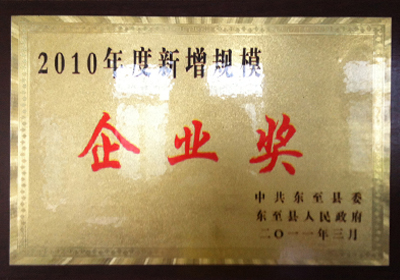 2010年度新增规模
企业奖
中共东至县委
东至县人民政府
二〇一一年三月